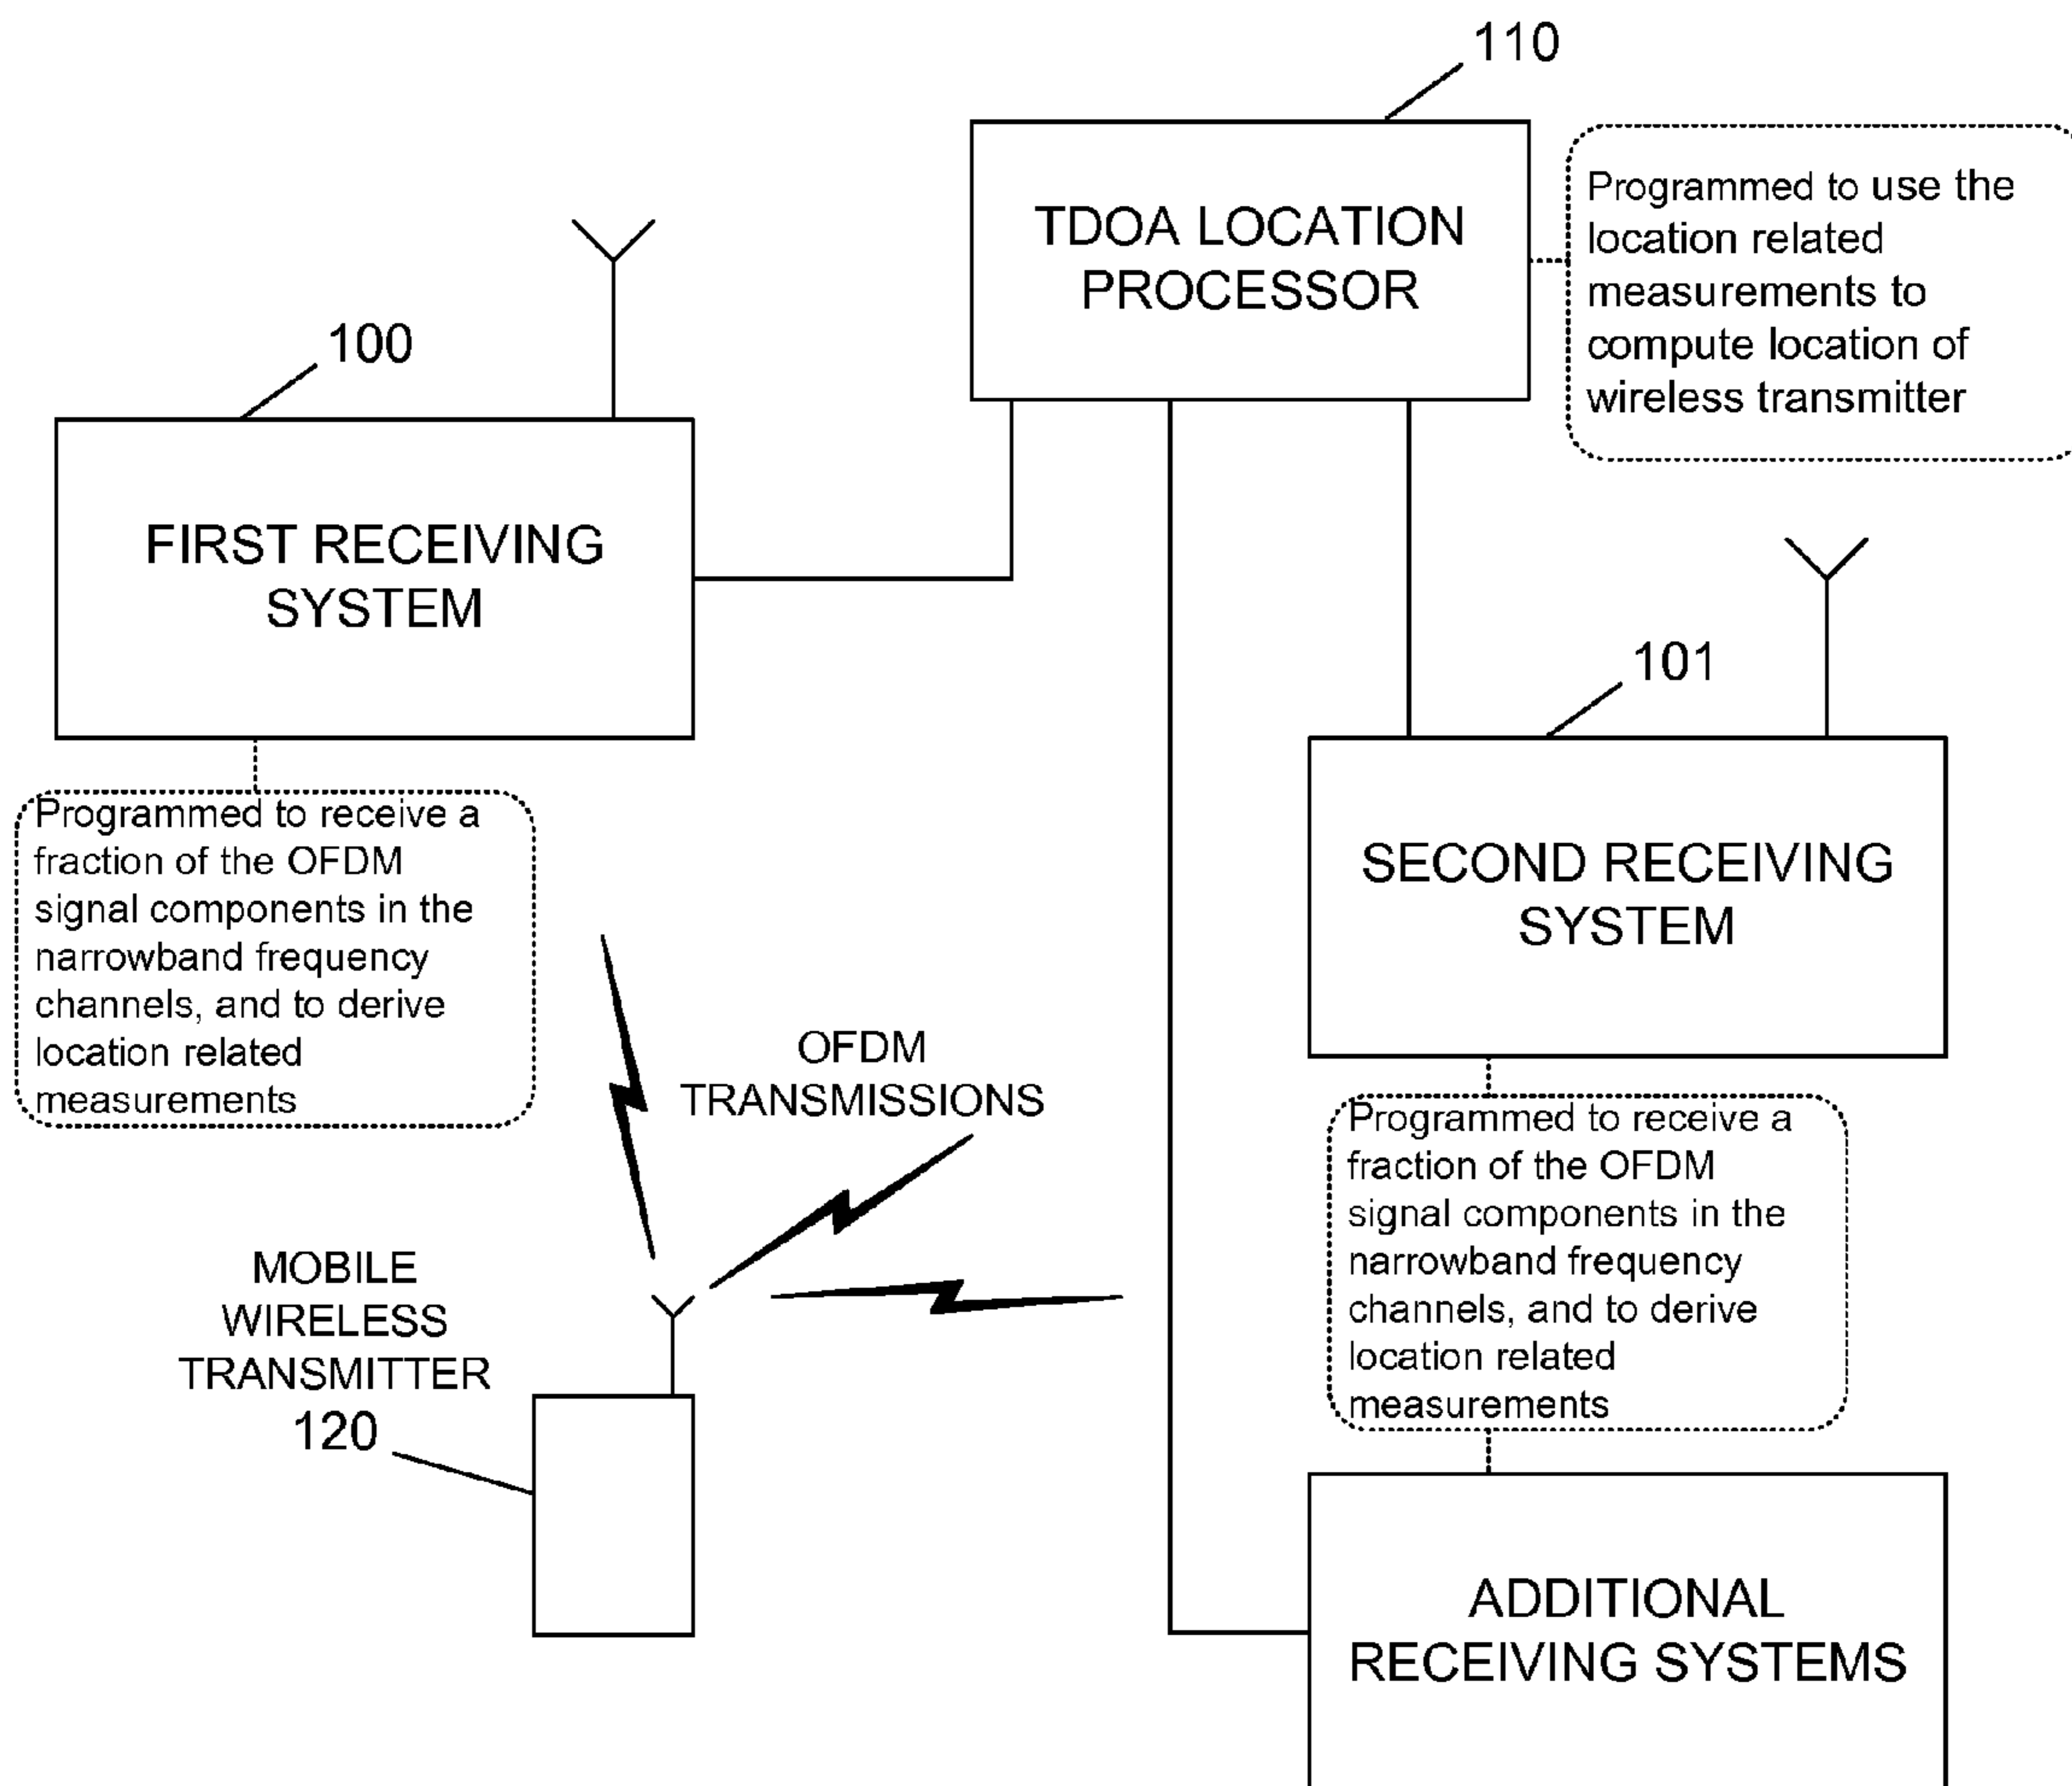 110
TDOA LOCATION
PROCESSOR
Programmed to use the
location related
measurements to
compute location of
wireless transmitter
100
FIRST RECEIVING
SYSTEM
Programmed to receive a
fraction of the OFDM
signal components in the
narrowband frequency
channels, and to derive
location related
measurements
101
SECOND RECEIVING
SYSTEM
Programmed to receive a
fraction of the OFDM
signal components in the
narrowband frequency
channels, and to derive
location related
measurements
OFDM
TRANSMISSIONS
MOBILE
WIRELESS
TRANSMITTER
120
ADDITIONAL
RECEIVING SYSTEMS